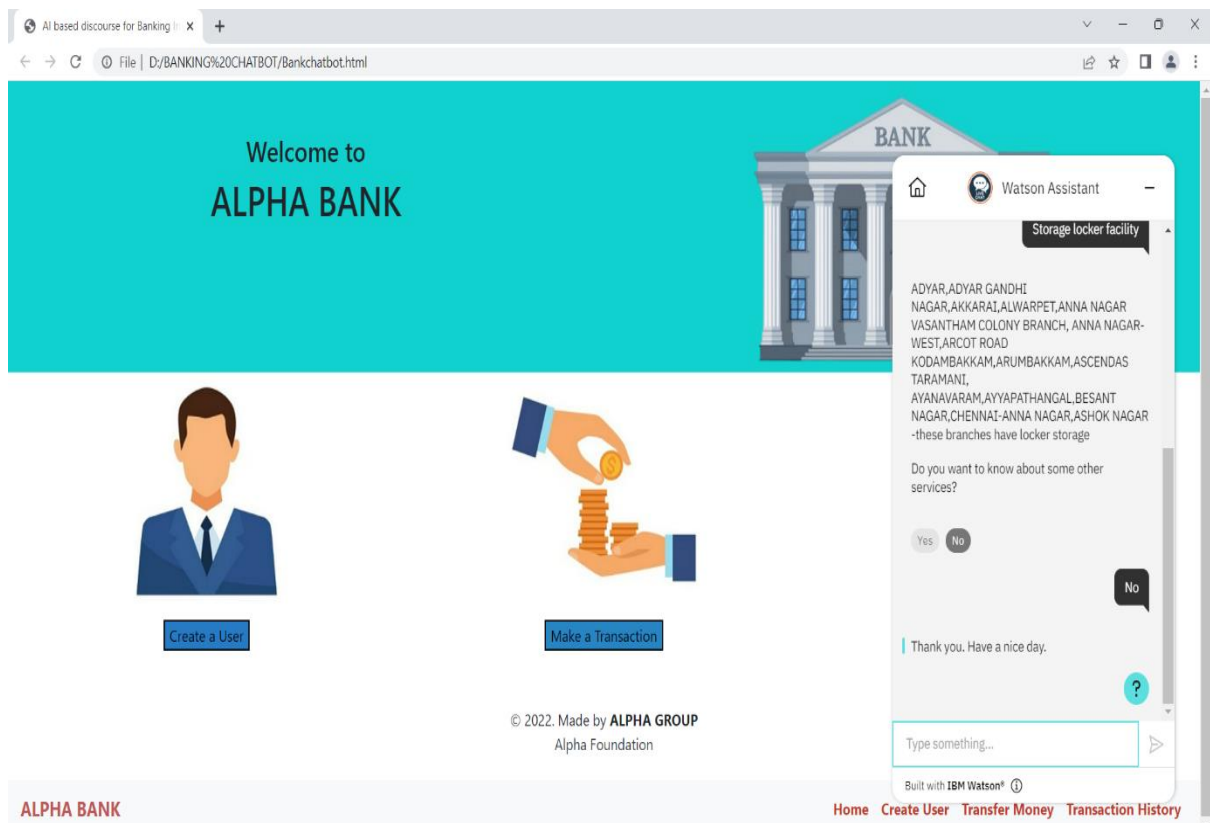 AI based discourse for Banking In
File | D:/BANKING%20CHATBOT/Bankchatbot.html
Welcome to
ALPHA BANK
BANK
Watson Assistant
Storage locker facility
ADYAR,ADYAR GANDHI
NAGAR,AKKARAI,ALWARPET,ANNA NAGAR
VASANTHAM COLONY BRANCH, ANNA NAGAR-
WEST,ARCOT ROAD
KODAMBAKKAM,ARUMBAKKAM,ASCENDAS
TARAMANI,
AYANAVARAM,AYYAPATHANGAL,BESANT
NAGAR,CHENNAI-ANNA NAGAR,ASHOK NAGAR
-these branches have locker storage
Do you want to know about some other
services?
Yes No
No
Thank you. Have a nice day.
?
Type something...
Built with IBM Watson®
Create a User
Make a Transaction
© 2022. Made by ALPHA GROUP
Alpha Foundation
ALPHA BANK
Home Create User Transfer Money Transaction History